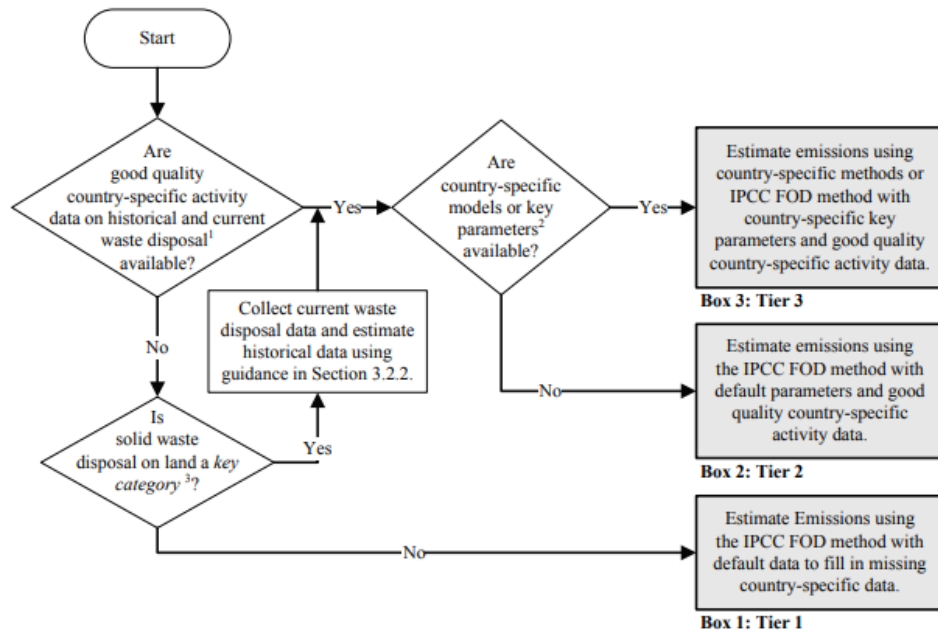 Start
Are
good quality
country-specific activity
data on historical and current
waste disposal¹
available?
Yes
Are
country-specific
models or key
parameters²
available?
Yes
Estimate emissions using
country-specific methods or
IPCC FOD method with
country-specific key
parameters and good quality
country-specific activity data.
Box 3: Tier 3
No
Collect current waste
disposal data and estimate
historical data using
guidance in Section 3.2.2.
No
Estimate emissions using
the IPCC FOD method with
default parameters and good
quality country-specific
activity data.
Box 2: Tier 2
Is
solid waste
disposal on land a key
category ³?
Yes
No
Estimate Emissions using
the IPCC FOD method with
default data to fill in missing
country-specific data.
Box 1: Tier 1